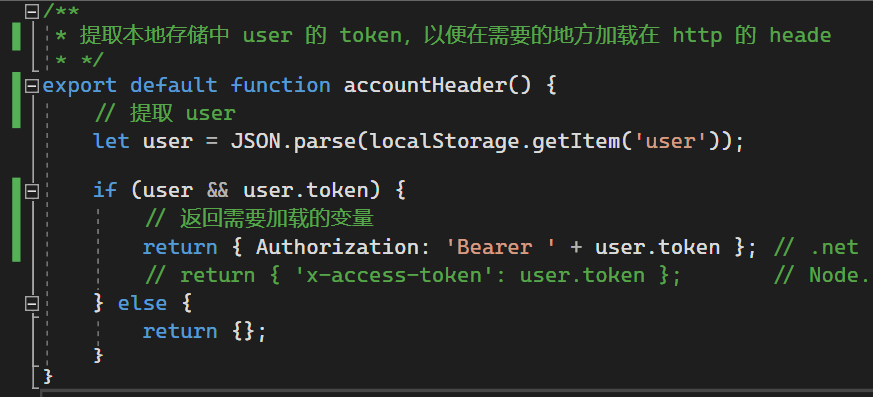 /**
 * 提取本地存储中 user 的 token, 以便在需要的地方加载在 http 的 heade
 * */
export default function accountHeader() {
    // 提取 user
    let user = JSON.parse(localStorage.getItem('user'));
    if (user && user.token) {
        // 返回需要加载的变量
        return { Authorization: 'Bearer ' + user.token }; // .net
        // return { 'x-access-token': user.token };       // Node.
    } else {
        return {};
    }
}